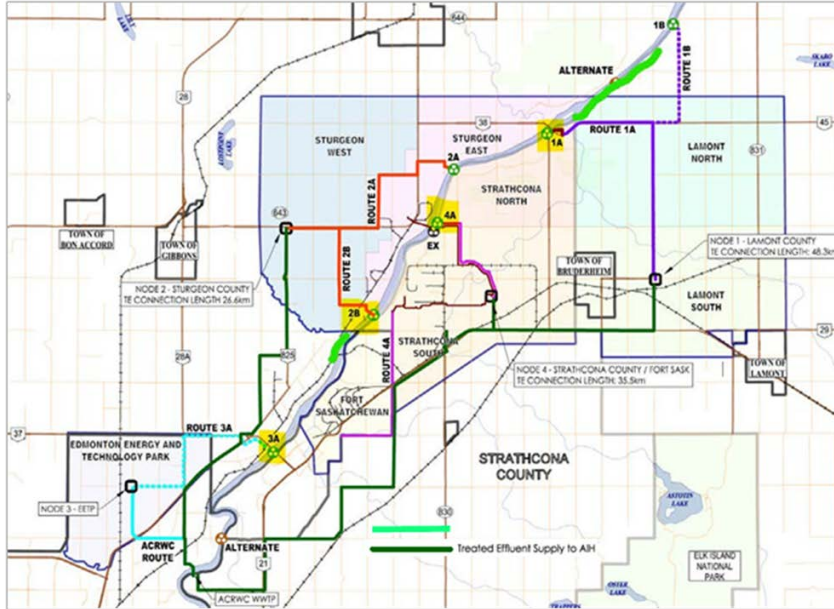 644
1B
LILY LAKE
ALTERNATE
ROUTE 1B
28
38
45
LOSEPOINT LAKE
STURGEON WEST
STURGEON EAST
1A
ROUTE 1A
LAMONT NORTH
831
2A
ROUTE 2A
STRATHCONA NORTH
643
4A
TOWN OF BON ACCORD
TOWN OF GIBBONS
EX
ROUTE 2B
TOWN OF BRUDERHEIM
NODE 1 - LAMONT COUNTY
TE CONNECTION LENGTH: 48.3km
NODE 2 - STURGEON COUNTY
TE CONNECTION LENGTH 26.6km
2B
LAMONT SOUTH
29
28A
825
STRATHCONA SOUTH
ROUTE 4A
TOWN OF LAMONT
NODE 4 - STRATHCONA COUNTY / FORT SASK
TE CONNECTION LENGTH: 35.5km
FORT SASKATCHEWAN
37
ROUTE 3A
3A
EDMONTON ENERGY AND TECHNOLOGY PARK
STRATHCONA COUNTY
NODE 3 - EETP
ASTOTIN LAKE
830
ACRWC ROUTE
ALTERNATE
21
Treated Effluent Supply to AIH
ELK ISLAND NATIONAL PARK
ACRWC WWTP
OSTER LAKE
TRAPPERS